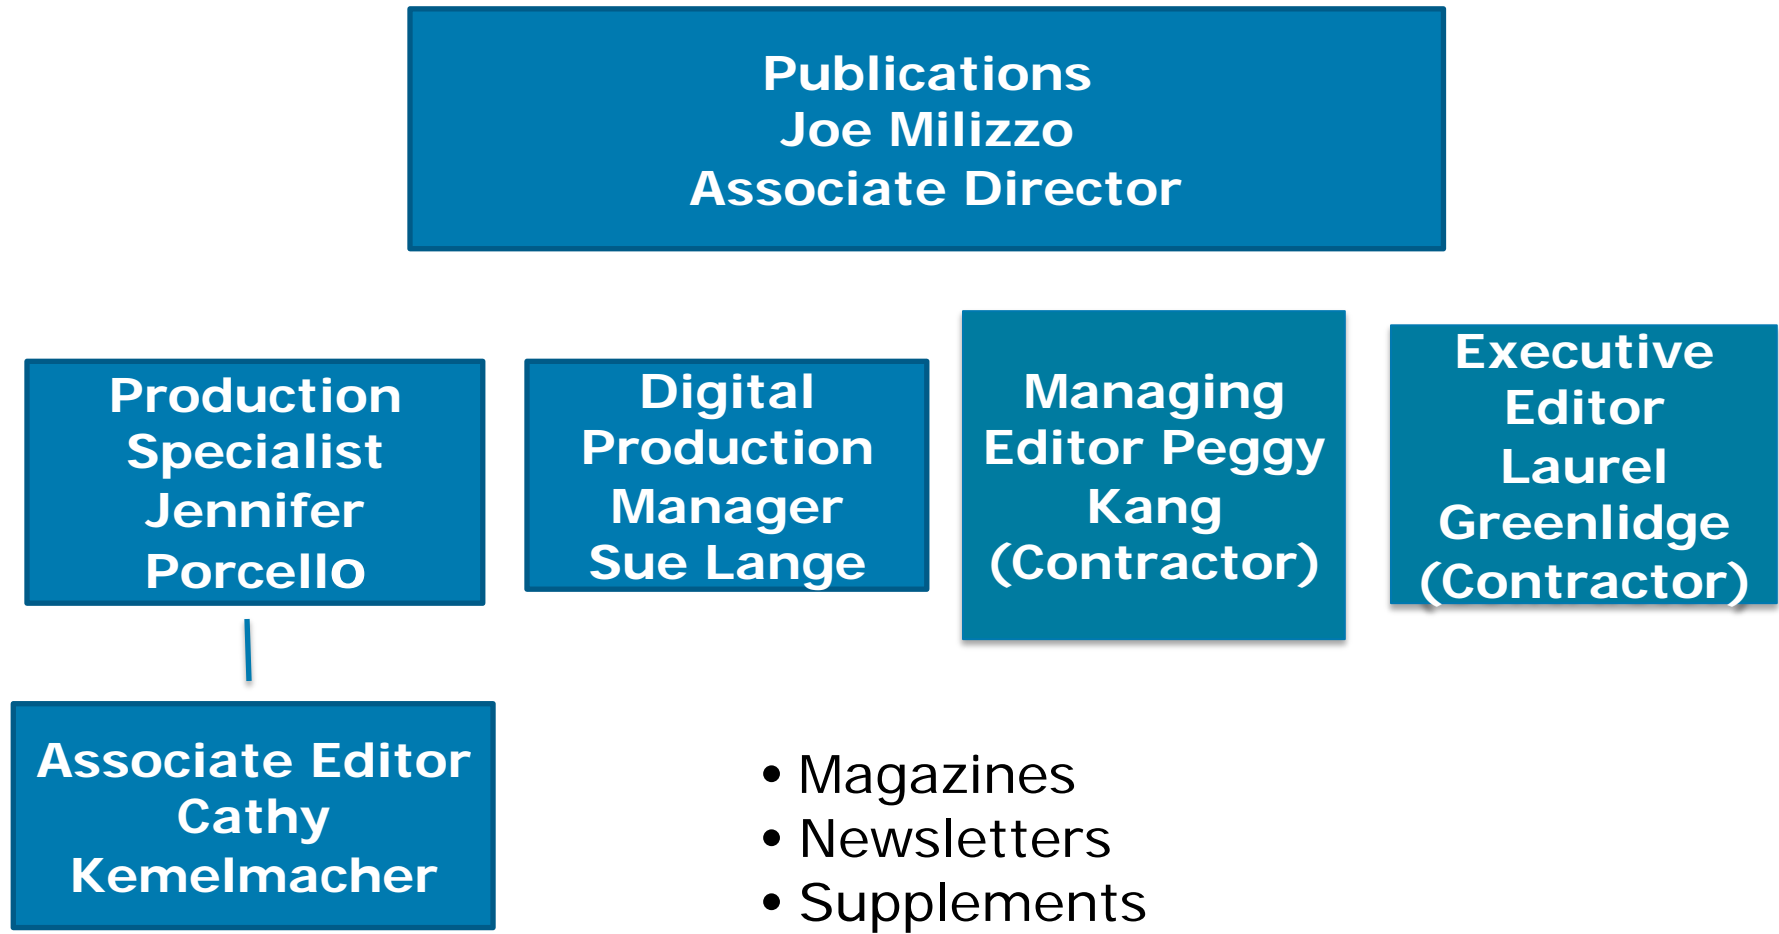 Publications
Joe Milizzo
Associate Director
Production
Specialist
Jennifer
Porcello
Digital
Production
Manager
Sue Lange
Managing
Editor Peggy
Kang
(Contractor)
Executive
Editor
Laurel
Greenlidge
(Contractor)
Associate Editor
Cathy
Kemelmacher
• Magazines
• Newsletters
• Supplements